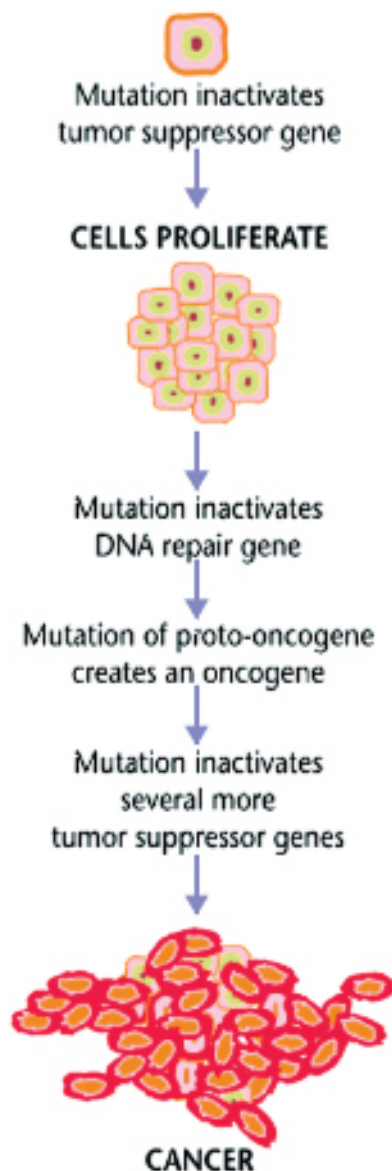 Mutation inactivates
tumor suppressor gene
CELLS PROLIFERATE
Mutation inactivates
DNA repair gene
Mutation of proto-oncogene
creates an oncogene
Mutation inactivates
several more
tumor suppressor genes
CANCER